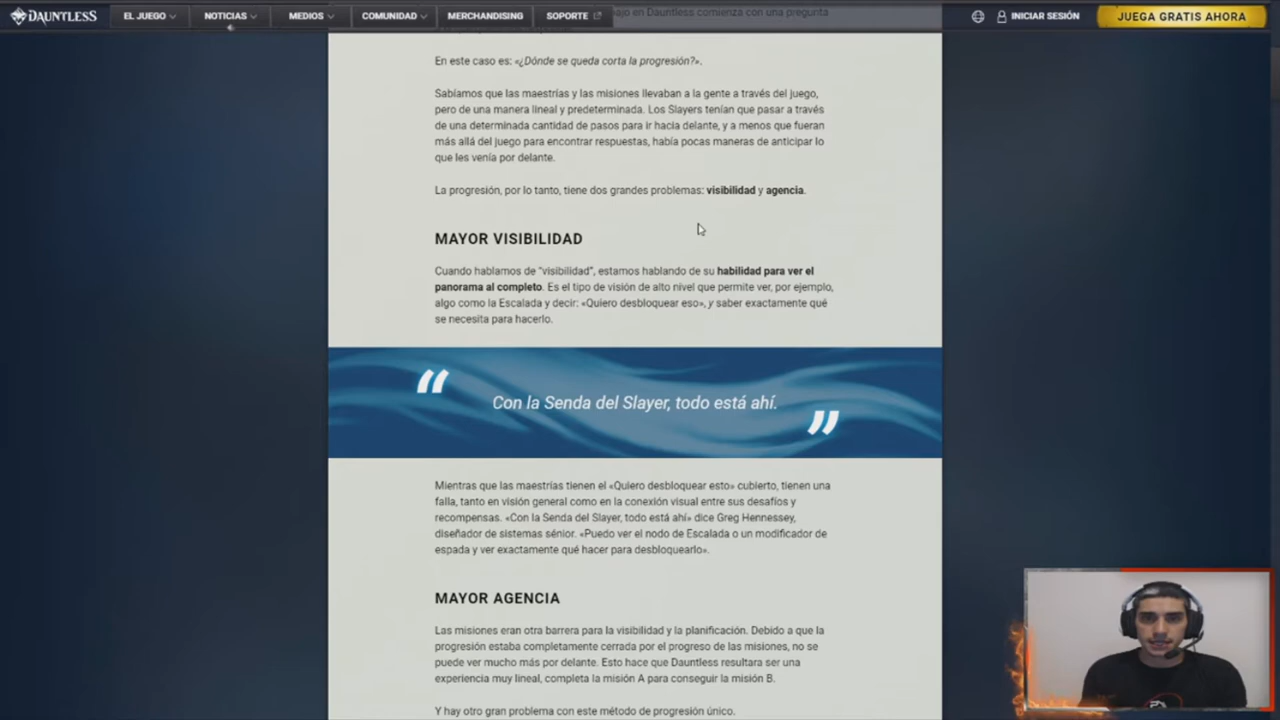 DAUNTLESS EL JUEGO NOTICIAS MEDIOS COMUNIDAD MERCHANDISING SOPORTE INICIAR SESIÓN JUEGA GRATIS AHORA
en Dauntless comienza con una pregunta
En este caso es: «¿Dónde se queda corta la progresión?».
Sabíamos que las maestrías y las misiones llevaban a la gente a través del juego,
pero de una manera lineal y predeterminada. Los Slayers tenían que pasar a través
de una determinada cantidad de pasos para ir hacia delante, y a menos que fueran
más allá del juego para encontrar respuestas, había pocas maneras de anticipar lo
que les venía por delante.
La progresión, por lo tanto, tiene dos grandes problemas: visibilidad y agencia.
MAYOR VISIBILIDAD
Cuando hablamos de "visibilidad", estamos hablando de su habilidad para ver el
panorama al completo. Es el tipo de visión de alto nivel que permite ver, por ejemplo,
algo como la Escalada y decir: «Quiero desbloquear eso», y saber exactamente qué
se necesita para hacerlo.
“ Con la Senda del Slayer, todo está ahí. ”
Mientras que las maestrías tienen el «Quiero desbloquear esto» cubierto, tienen una
falta, tanto en visión general como en la conexión visual entre sus desafíos y
recompensas. «Con la Senda del Slayer, todo está ahí» dice Greg Hennessey,
diseñador de sistemas sénior. «Puedo ver el nodo de Escalada o un modificador de
espada y ver exactamente qué hacer para desbloquearlo».
MAYOR AGENCIA
Las misiones eran otra barrera para la visibilidad y la planificación. Debido a que la
progresión estaba completamente cerrada por el progreso de las misiones, no se
puede ver mucho más por delante. Esto hace que Dauntless resultara ser una
experiencia muy lineal, completa la misión A para conseguir la misión B.
Y hay otro gran problema con este método de progresión único.